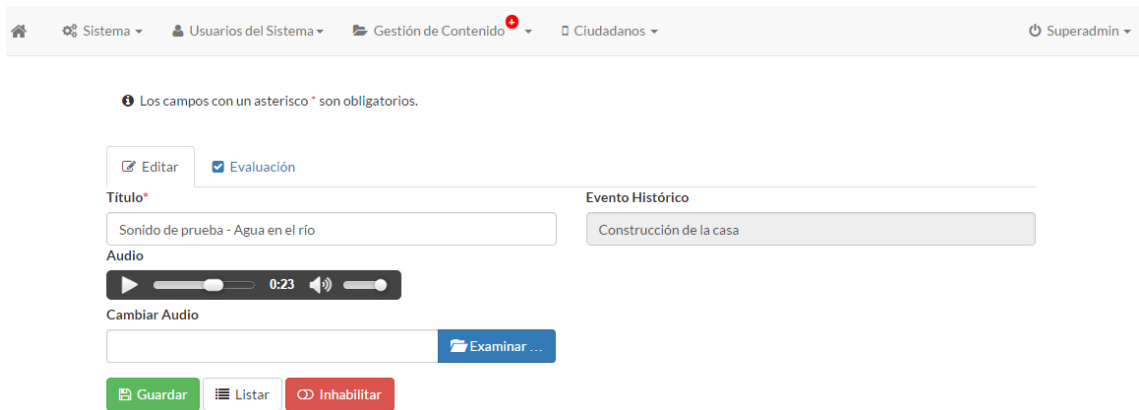 Sistema Usuarios del Sistema Gestión de Contenido + Ciudadanos Superadmin
Los campos con un asterisco * son obligatorios.
Editar Evaluación
Título* Evento Histórico
Sonido de prueba - Agua en el río Construcción de la casa
Audio
0:23
Cambiar Audio
Examinar ...
Guardar Listar Inhabilitar